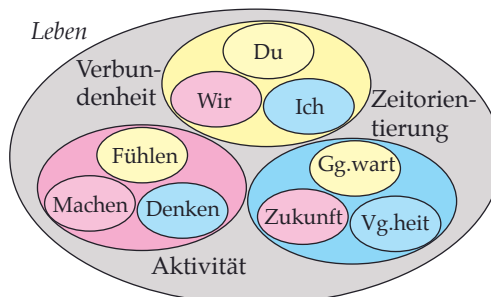 Leben
Du
Verbun-
denheit
Wir
Ich
Zeitorien-
tierung
Fühlen
Gg.wart
Machen
Denken
Zukunft
Vg.heit
Aktivität